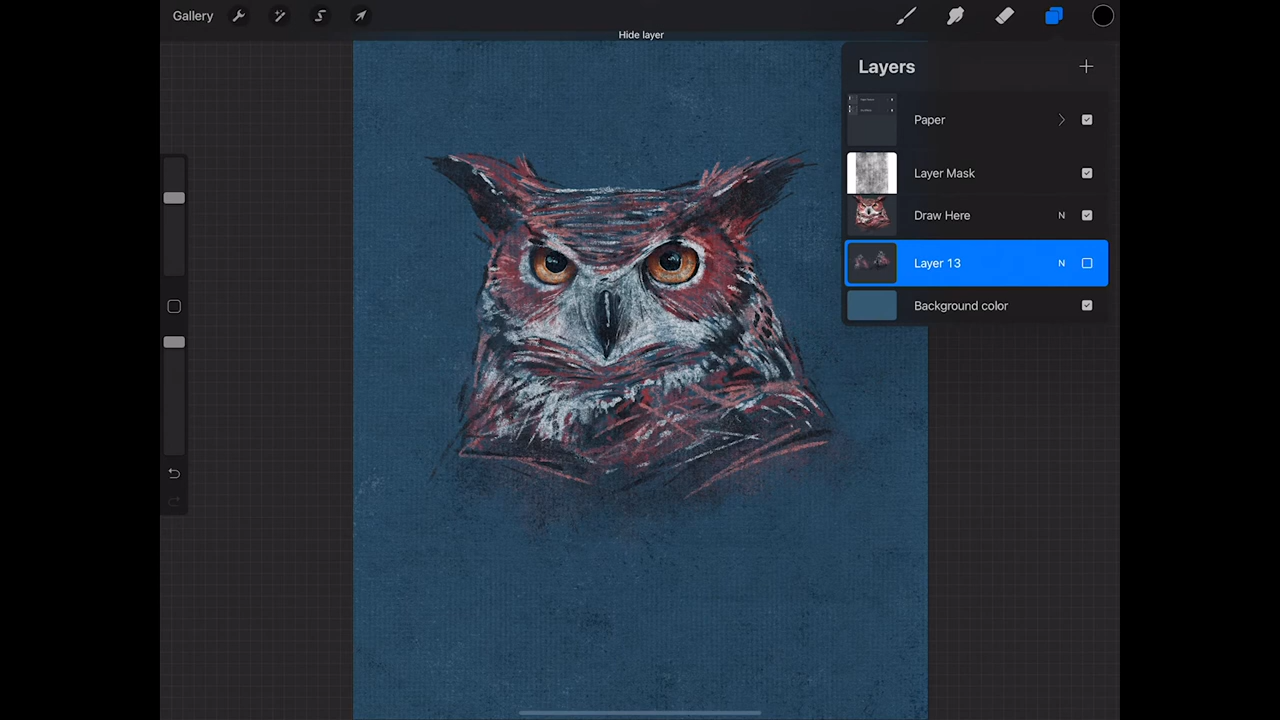 Gallery
Hide layer
Layers
Paper
Layer Mask
Draw Here N
Layer 13 N
Background color